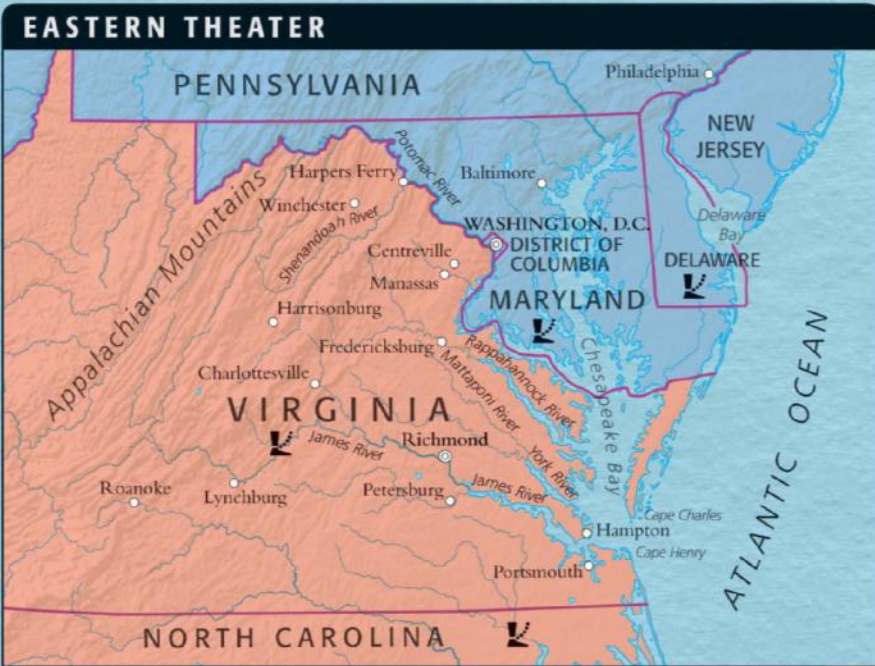 EASTERN THEATER
PENNSYLVANIA
Philadelphia
NEW
JERSEY
Potomac River
Harpers Ferry
Baltimore
Winchester
Shenandoah River
Appalachian Mountains
WASHINGTON, D.C.
DISTRICT OF
COLUMBIA
Delaware
Bay
Centreville
Manassas
DELAWARE
MARYLAND
Harrisonburg
Fredericksburg
Rappahannock River
Mattaponi River
Chesapeake Bay
Charlottesville
VIRGINIA
James River
Richmond
York River
ATLANTIC OCEAN
Roanoke
Lynchburg
Petersburg
James River
Cape Charles
Hampton
Cape Henry
Portsmouth
NORTH CAROLINA